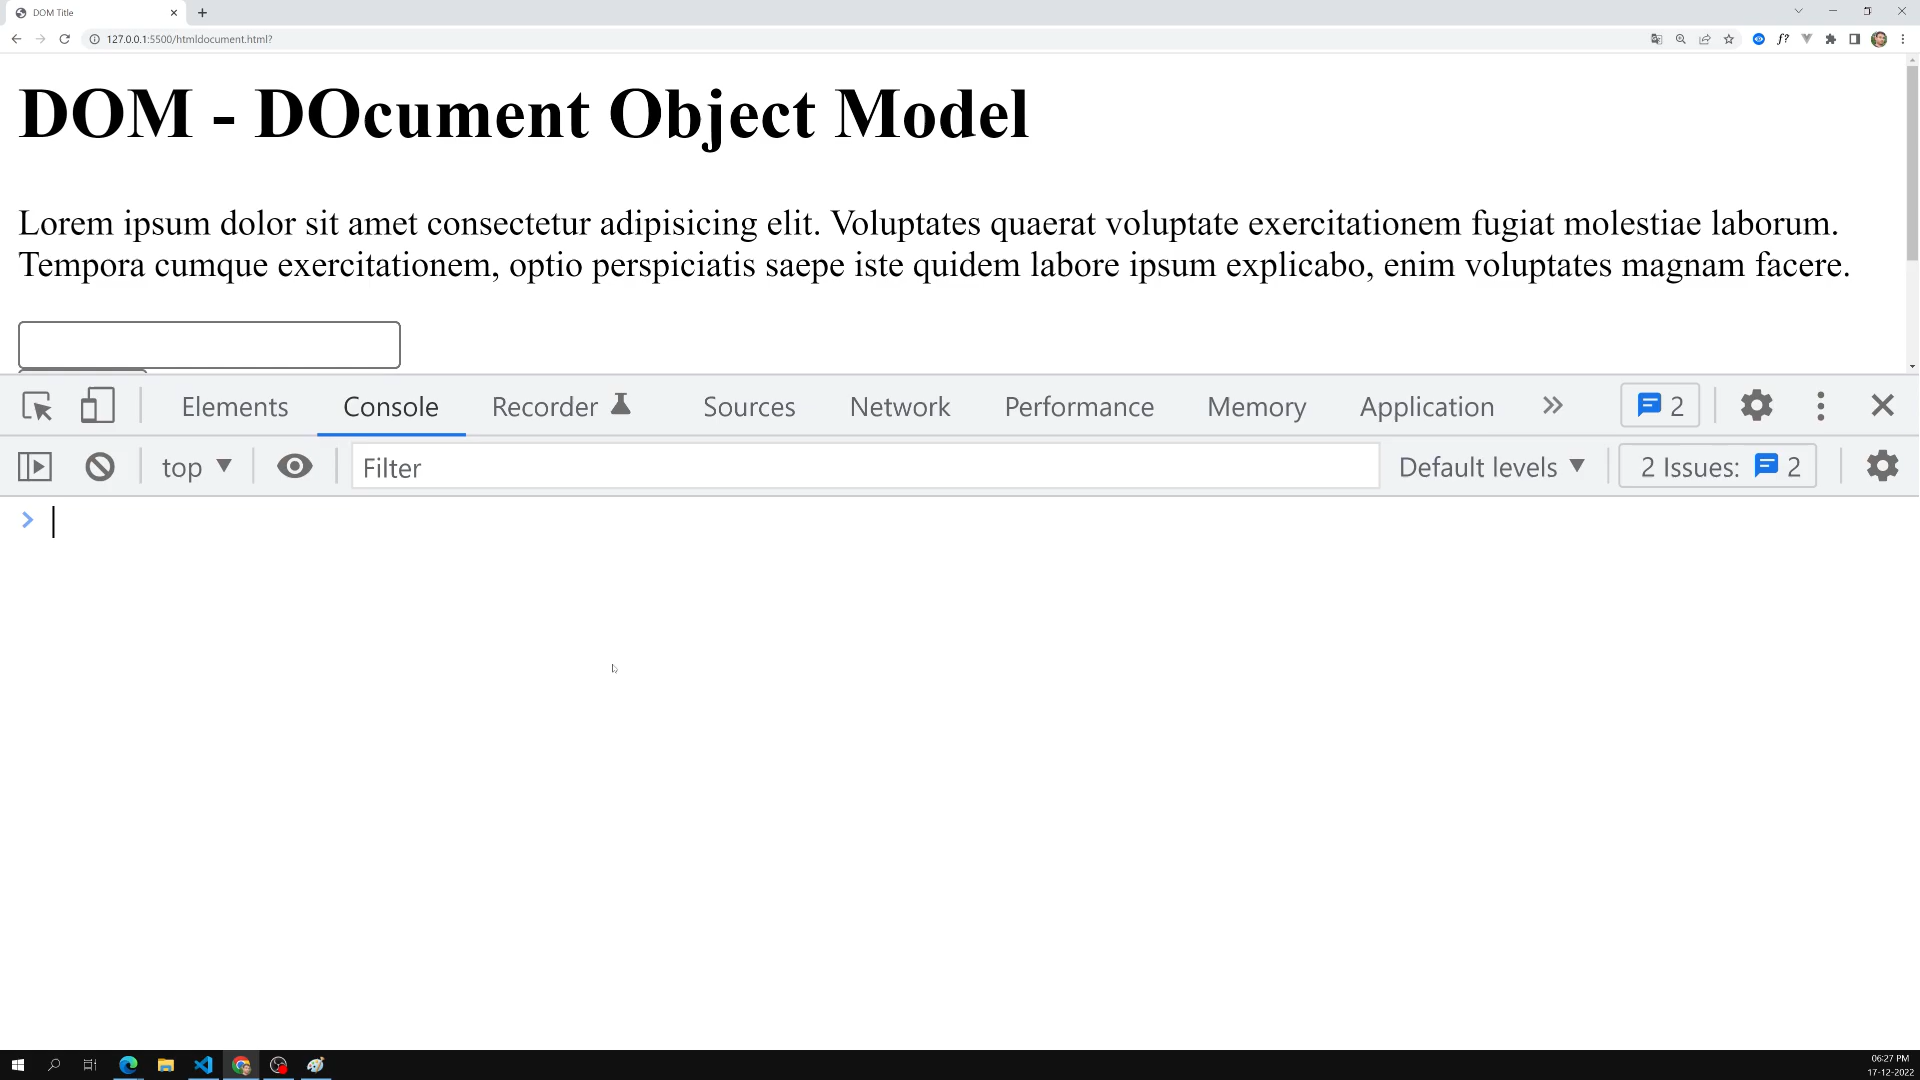 DOM Title
127.0.0.1:5500/htmldocument.html?
f?
DOM - DOcument Object Model
Lorem ipsum dolor sit amet consectetur adipisicing elit. Voluptates quaerat voluptate exercitationem fugiat molestiae laborum.
Tempora cumque exercitationem, optio perspiciatis saepe iste quidem labore ipsum explicabo, enim voluptates magnam facere.
Elements Console Recorder Sources Network Performance Memory Application 2
top Filter Default levels 2 Issues: 2
06:27 PM
17-12-2022